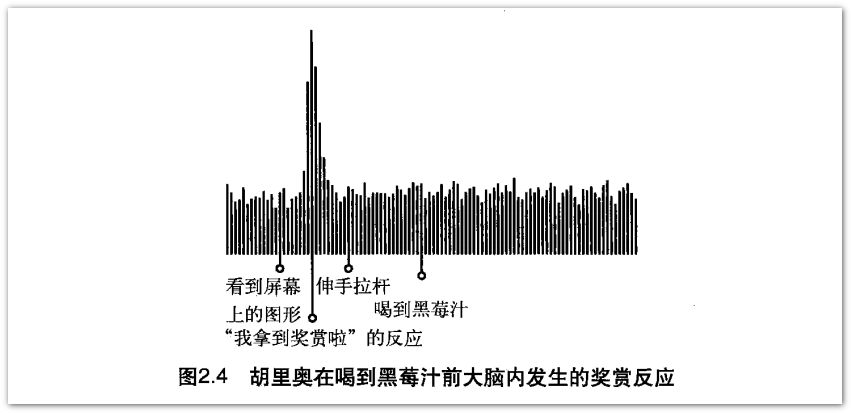 看到屏幕 伸手拉杆
上的图形 喝到黑莓汁
“我拿到奖赏啦”的反应
图2.4 胡里奥在喝到黑莓汁前大脑内发生的奖赏反应